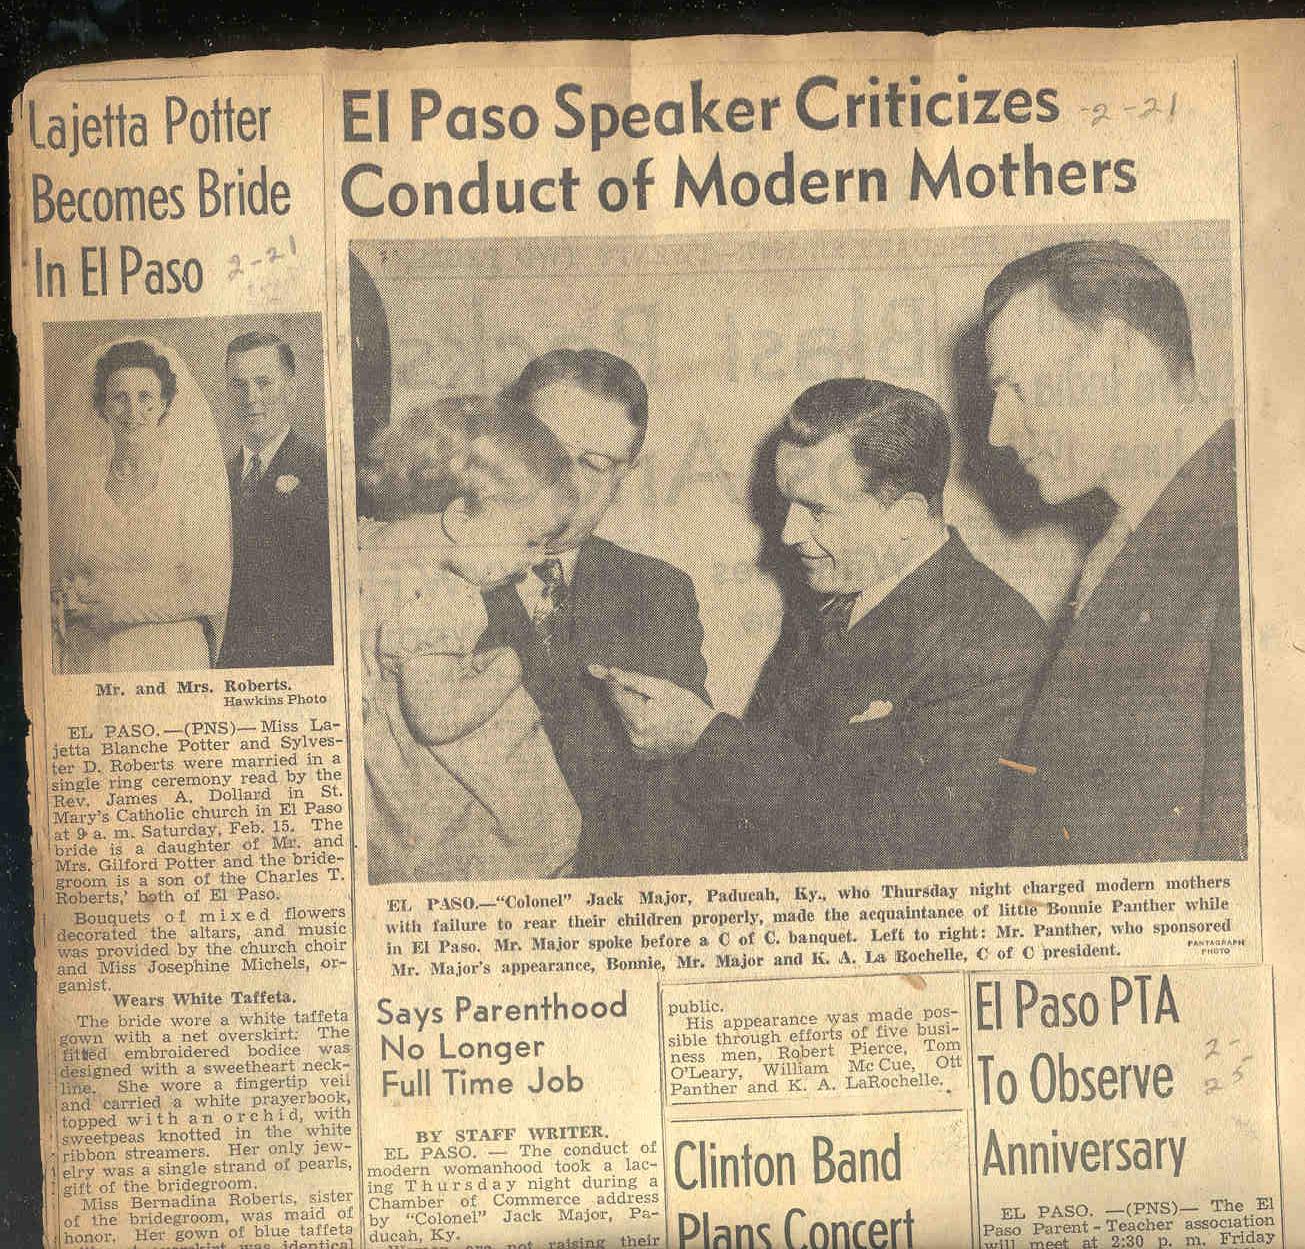 Lajetta Potter
Becomes Bride
In El Paso
2-21
Mr. and Mrs. Roberts.
Hawkins Photo
EL PASO.—(PNS)—Miss La-
jetta Blanche Potter and Sylves-
ter D. Roberts were married in a
single ring ceremony read by the
Rev. James A. Dollard in St.
Mary's Catholic church in El Paso
at 9 a. m. Saturday, Feb. 15. The
bride is a daughter of Mr. and
Mrs. Gilford Potter and the bride-
groom is a son of the Charles T.
Roberts,' both of El Paso.
Bouquets of mixed flowers
decorated the altars, and music
was provided by the church choir
and Miss Josephine Michels, or-
ganist.
Wears White Taffeta.
The bride wore a white taffeta
gown with a net overskirt. The
fitted embroidered bodice was
designed with a sweetheart neck-
line. She wore a fingertip veil
and carried a white prayerbook,
topped with an orchid, with
sweetpeas knotted in the white
ribbon streamers. Her only jew-
elry was a single strand of pearls,
gift of the bridegroom.
Miss Bernadina Roberts, sister
of the bridegroom, was maid of
honor. Her gown of blue taffeta
was identical
El Paso Speaker Criticizes
Conduct of Modern Mothers
-2-21
EL PASO.—"Colonel" Jack Major, Paducah, Ky., who Thursday night charged modern mothers
with failure to rear their children properly, made the acquaintance of little Bonnie Panther while
in El Paso. Mr. Major spoke before a C of C. banquet. Left to right: Mr. Panther, who sponsored
Mr. Major's appearance, Bonnie, Mr. Major and K. A. La Rochelle, C of C president.
PANTAGRAPH
PHOTO
Says Parenthood
No Longer
Full Time Job
BY STAFF WRITER.
EL PASO. — The conduct of
modern womanhood took a lac-
ing Thursday night during a
Chamber of Commerce address
by "Colonel" Jack Major, Pa-
ducah, Ky.
Women are not raising their
public.
His appearance was made pos-
sible through efforts of five busi-
ness men, Robert Pierce, Tom
O'Leary, William McCue, Ott
Panther and K. A. LaRochelle.
Clinton Band
Plans Concert
El Paso PTA
To Observe
Anniversary
2-
25
EL PASO. —(PNS)— The El
Paso Parent-Teacher association
will meet at 2:30 p. m. Friday